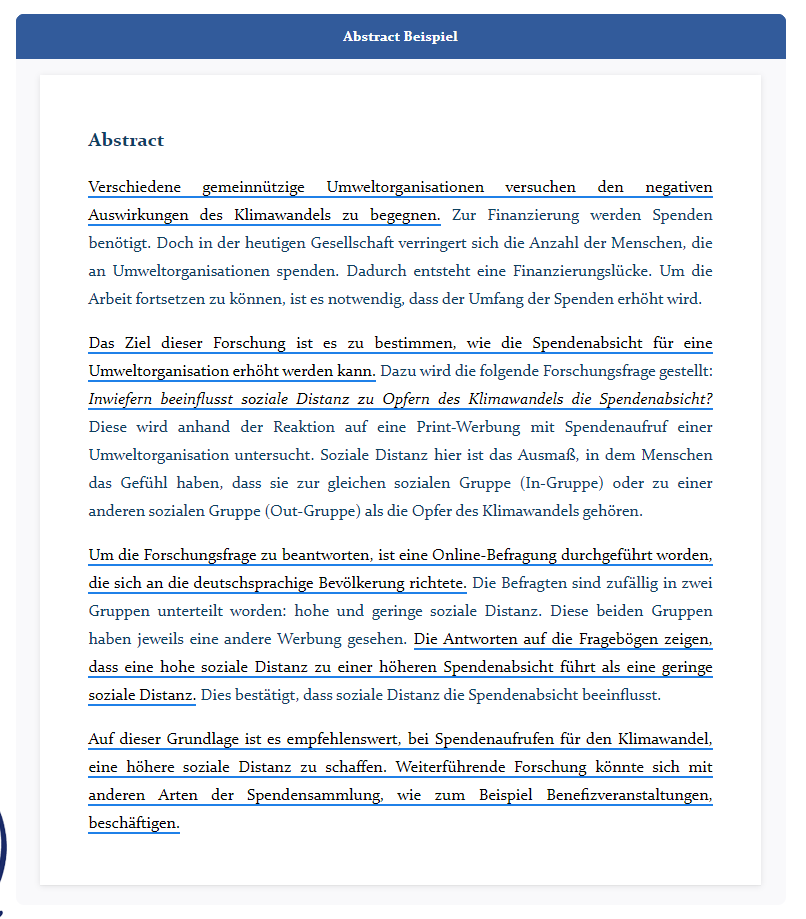 Abstract Beispiel
Abstract
Verschiedene gemeinnützige Umweltorganisationen versuchen den negativen
Auswirkungen des Klimawandels zu begegnen. Zur Finanzierung werden Spenden
benötigt. Doch in der heutigen Gesellschaft verringert sich die Anzahl der Menschen, die
an Umweltorganisationen spenden. Dadurch entsteht eine Finanzierungslücke. Um die
Arbeit fortsetzen zu können, ist es notwendig, dass der Umfang der Spenden erhöht wird.
Das Ziel dieser Forschung ist es zu bestimmen, wie die Spendenabsicht für eine
Umweltorganisation erhöht werden kann. Dazu wird die folgende Forschungsfrage gestellt:
Inwiefern beeinflusst soziale Distanz zu Opfern des Klimawandels die Spendenabsicht?
Diese wird anhand der Reaktion auf eine Print-Werbung mit Spendenaufruf einer
Umweltorganisation untersucht. Soziale Distanz hier ist das Ausmaß, in dem Menschen
das Gefühl haben, dass sie zur gleichen sozialen Gruppe (In-Gruppe) oder zu einer
anderen sozialen Gruppe (Out-Gruppe) als die Opfer des Klimawandels gehören.
Um die Forschungsfrage zu beantworten, ist eine Online-Befragung durchgeführt worden,
die sich an die deutschsprachige Bevölkerung richtete. Die Befragten sind zufällig in zwei
Gruppen unterteilt worden: hohe und geringe soziale Distanz. Diese beiden Gruppen
haben jeweils eine andere Werbung gesehen. Die Antworten auf die Fragebögen zeigen,
dass eine hohe soziale Distanz zu einer höheren Spendenabsicht führt als eine geringe
soziale Distanz. Dies bestätigt, dass soziale Distanz die Spendenabsicht beeinflusst.
Auf dieser Grundlage ist es empfehlenswert, bei Spendenaufrufen für den Klimawandel,
eine höhere soziale Distanz zu schaffen. Weiterführende Forschung könnte sich mit
anderen Arten der Spendensammlung, wie zum Beispiel Benefizveranstaltungen,
beschäftigen.